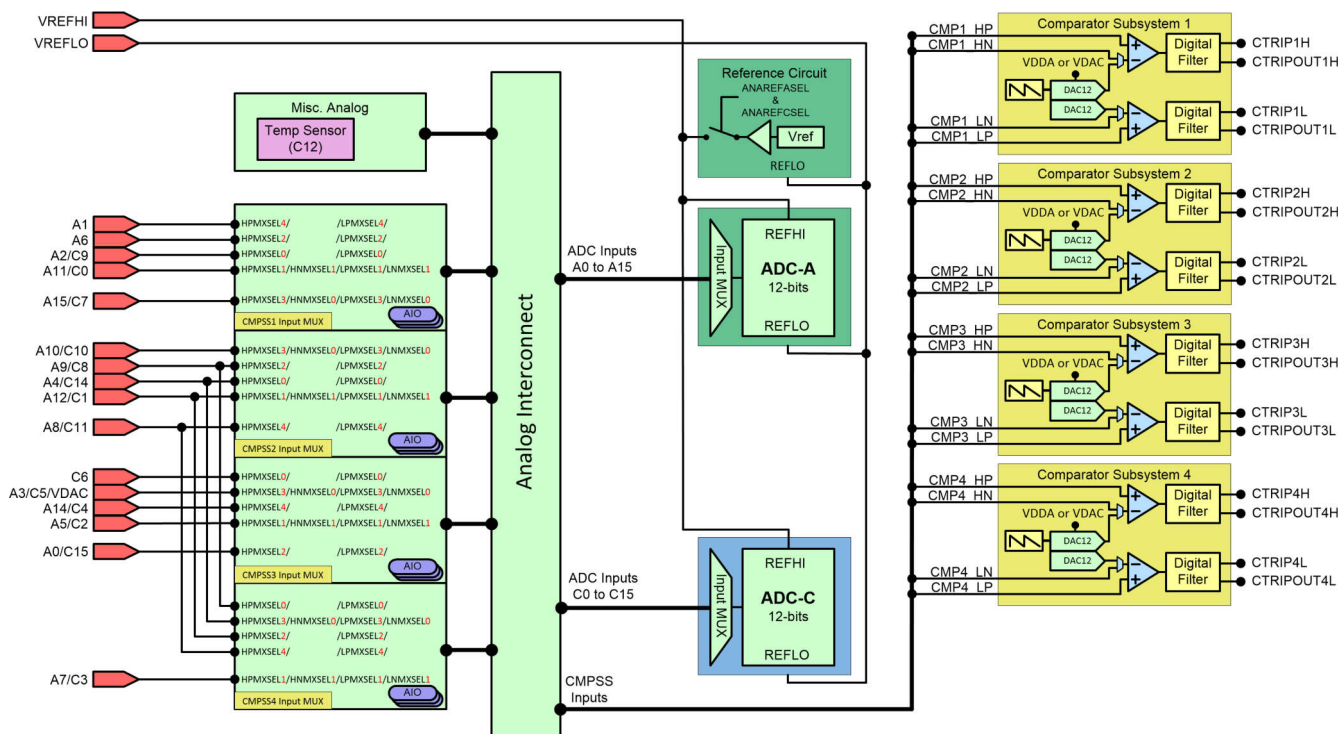 VREFHI
VREFLO
Misc. Analog
Temp Sensor
(C12)
A1
A6
A2/C9
A11/C0
A15/C7
HPMXSEL4/ /LPMXSEL4/
HPMXSEL2/ /LPMXSEL2/
HPMXSEL0/ /LPMXSEL0/
HPMXSEL1/HNMXSEL1/LPMXSEL1/LNMXSEL1
HPMXSEL3/HNMXSEL0/LPMXSEL3/LNMXSEL0
CMPSS1 Input MUX
AIO
A10/C10
A9/C8
A4/C14
A12/C1
A8/C11
HPMXSEL3/HNMXSEL0/LPMXSEL3/LNMXSEL0
HPMXSEL2/ /LPMXSEL2/
HPMXSEL0/ /LPMXSEL0/
HPMXSEL1/HNMXSEL1/LPMXSEL1/LNMXSEL1
HPMXSEL4/ /LPMXSEL4/
CMPSS2 Input MUX
AIO
C6
A3/C5/VDAC
A14/C4
A5/C2
A0/C15
HPMXSEL0/ /LPMXSEL0/
HPMXSEL3/HNMXSEL0/LPMXSEL3/LNMXSEL0
HPMXSEL4/ /LPMXSEL4/
HPMXSEL1/HNMXSEL1/LPMXSEL1/LNMXSEL1
HPMXSEL2/ /LPMXSEL2/
CMPSS3 Input MUX
AIO
HPMXSEL0/ /LPMXSEL0/
HPMXSEL3/HNMXSEL0/LPMXSEL3/LNMXSEL0
HPMXSEL2/ /LPMXSEL2/
HPMXSEL4/ /LPMXSEL4/
A7/C3
HPMXSEL1/HNMXSEL1/LPMXSEL1/LNMXSEL1
CMPSS4 Input MUX
AIO
Analog Interconnect
ADC Inputs
A0 to A15
ADC Inputs
C0 to C15
CMPSS
Inputs
Reference Circuit
ANAREFASEL
&
ANAREFCSEL
Vref
REFLO
Input MUX
REFHI
ADC-A
12-bits
REFLO
Input MUX
REFHI
ADC-C
12-bits
REFLO
Comparator Subsystem 1
CMP1_HP
CMP1_HN
VDDA or VDAC
DAC12
DAC12
CMP1_LN
CMP1_LP
Digital
Filter
Digital
Filter
CTRIP1H
CTRIPOUT1H
CTRIP1L
CTRIPOUT1L
Comparator Subsystem 2
CMP2_HP
CMP2_HN
VDDA or VDAC
DAC12
DAC12
CMP2_LN
CMP2_LP
Digital
Filter
Digital
Filter
CTRIP2H
CTRIPOUT2H
CTRIP2L
CTRIPOUT2L
Comparator Subsystem 3
CMP3_HP
CMP3_HN
VDDA or VDAC
DAC12
DAC12
CMP3_LN
CMP3_LP
Digital
Filter
Digital
Filter
CTRIP3H
CTRIPOUT3H
CTRIP3L
CTRIPOUT3L
Comparator Subsystem 4
CMP4_HP
CMP4_HN
VDDA or VDAC
DAC12
DAC12
CMP4_LN
CMP4_LP
Digital
Filter
Digital
Filter
CTRIP4H
CTRIPOUT4H
CTRIP4L
CTRIPOUT4L